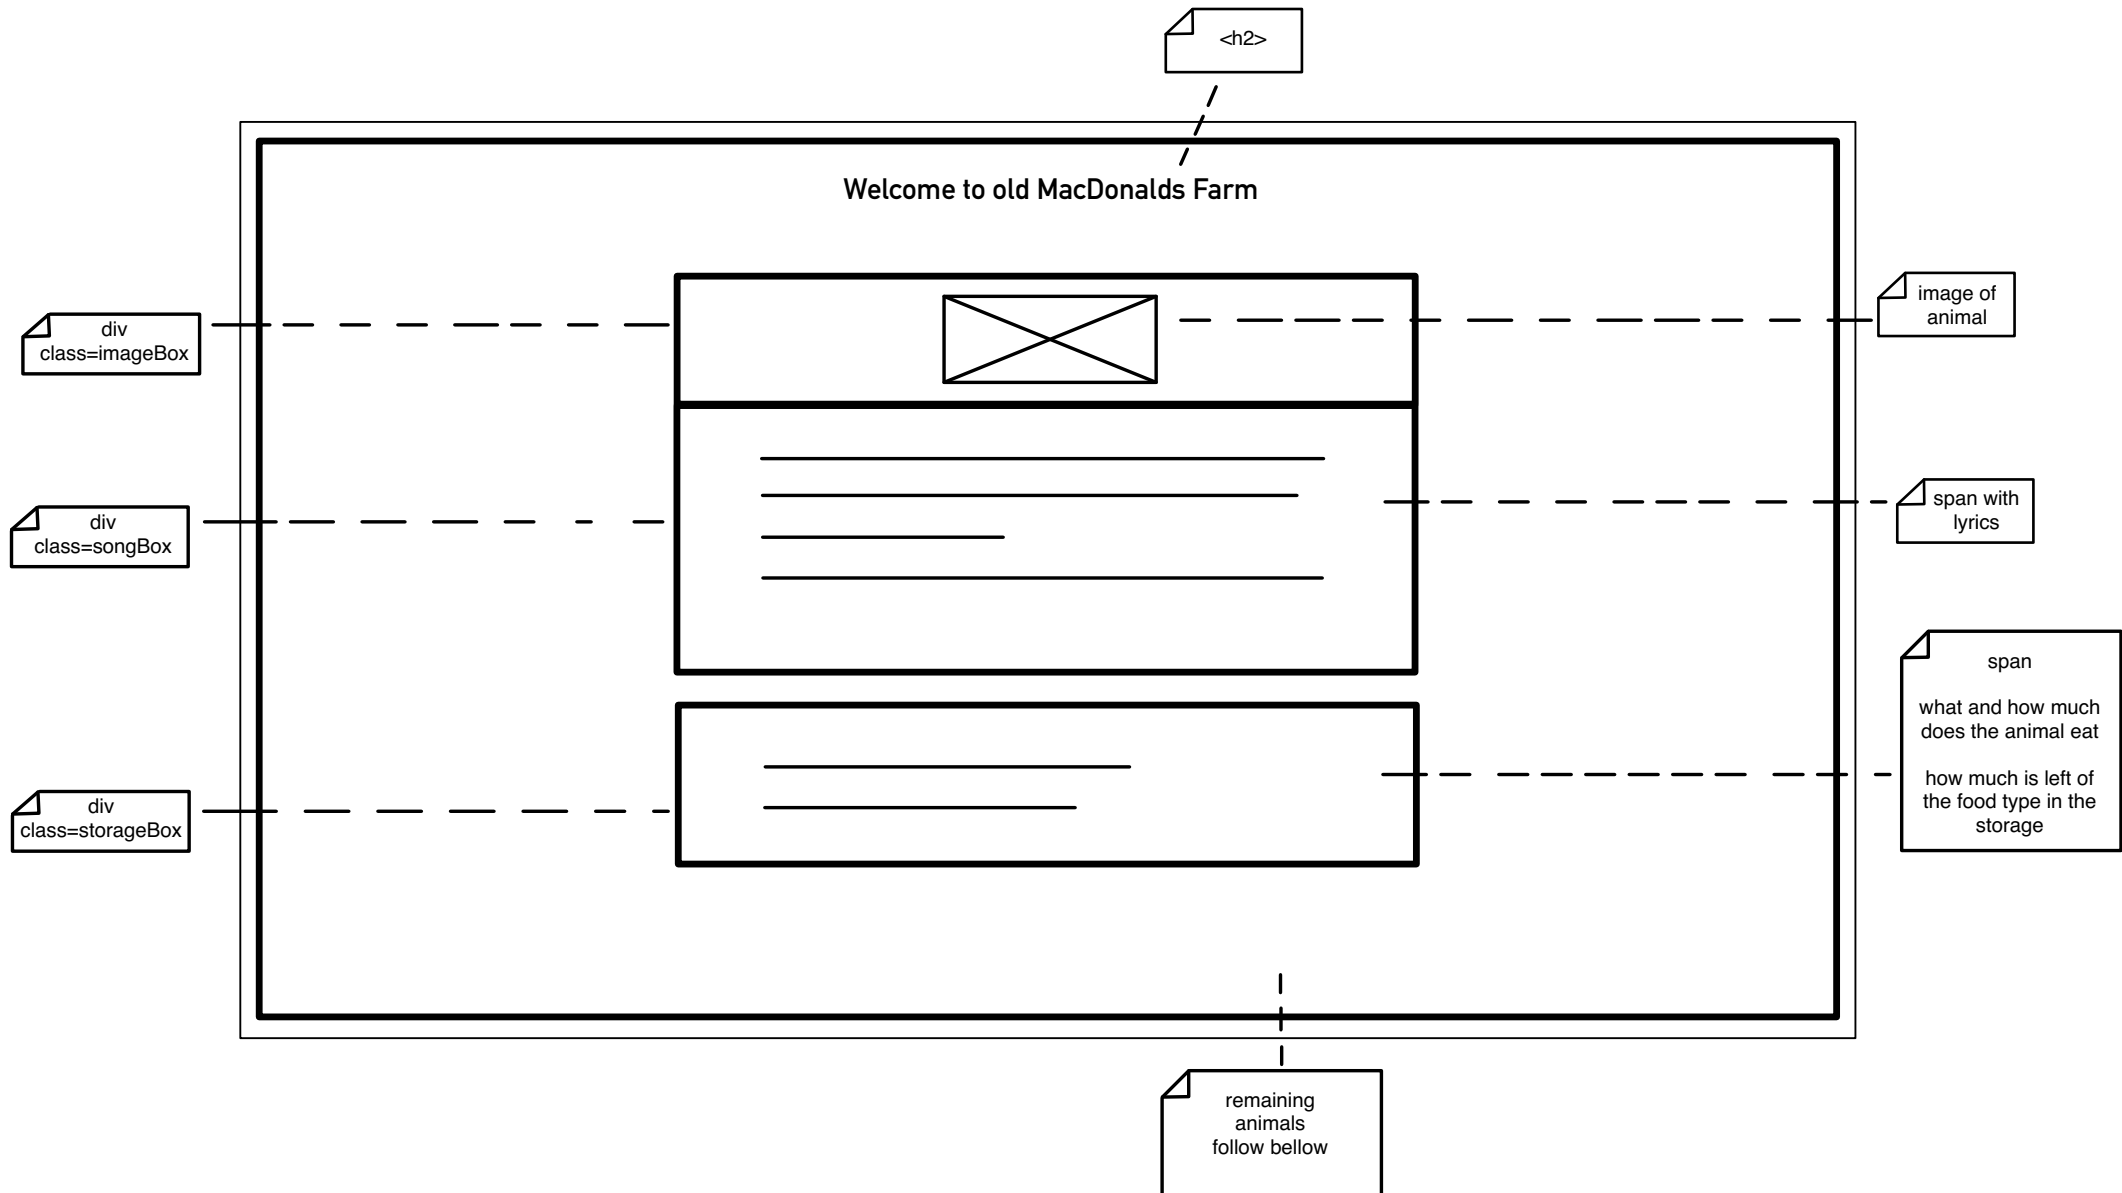 <h2>
Welcome to old MacDonalds Farm
div
class=imageBox
image of
animal
div
class=songBox
span with
lyrics
span
what and how much
does the animal eat
how much is left of
the food type in the
storage
div
class=storageBox
remaining
animals
follow bellow